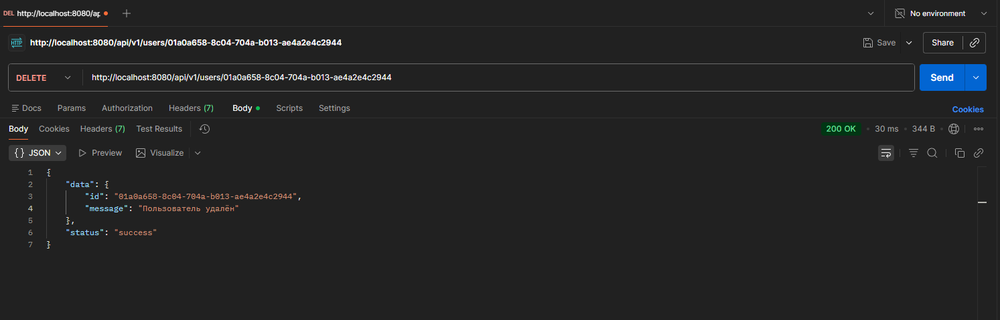 DEL http://localhost:8080/ap
No environment
HTTP http://localhost:8080/api/v1/users/01a0a658-8c04-704a-b013-ae4a2e4c2944
Save Share
DELETE http://localhost:8080/api/v1/users/01a0a658-8c04-704a-b013-ae4a2e4c2944 Send
Docs Params Authorization Headers (7) Body Scripts Settings Cookies
Body Cookies Headers (7) Test Results 200 OK 30 ms 344 B
{} JSON Preview Visualize
1 {
2 "data": {
3 "id": "01a0a658-8c04-704a-b013-ae4a2e4c2944",
4 "message": "Пользователь удалён"
5 },
6 "status": "success"
7 }